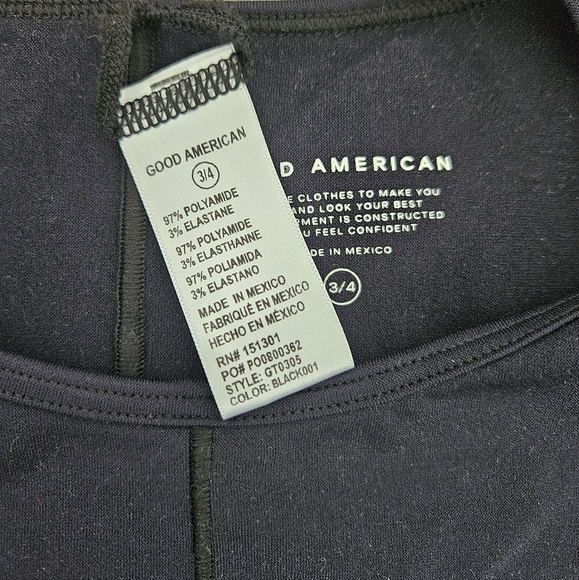 GOOD AMERICAN
3/4
97% POLYAMIDE
3% ELASTANE
97% POLYAMIDE
3% ELASTHANNE
97% POLIAMIDA
3% ELASTANO
MADE IN MEXICO
FABRIQUÉ EN MEXICO
HECHO EN MÉXICO
RN# 151301
PO# PO0800362
STYLE: GT0305
COLOR: BLACK001
D AMERICAN
CLOTHES TO MAKE YOU
AND LOOK YOUR BEST
RMENT IS CONSTRUCTED
U FEEL CONFIDENT
DE IN MEXICO
3/4